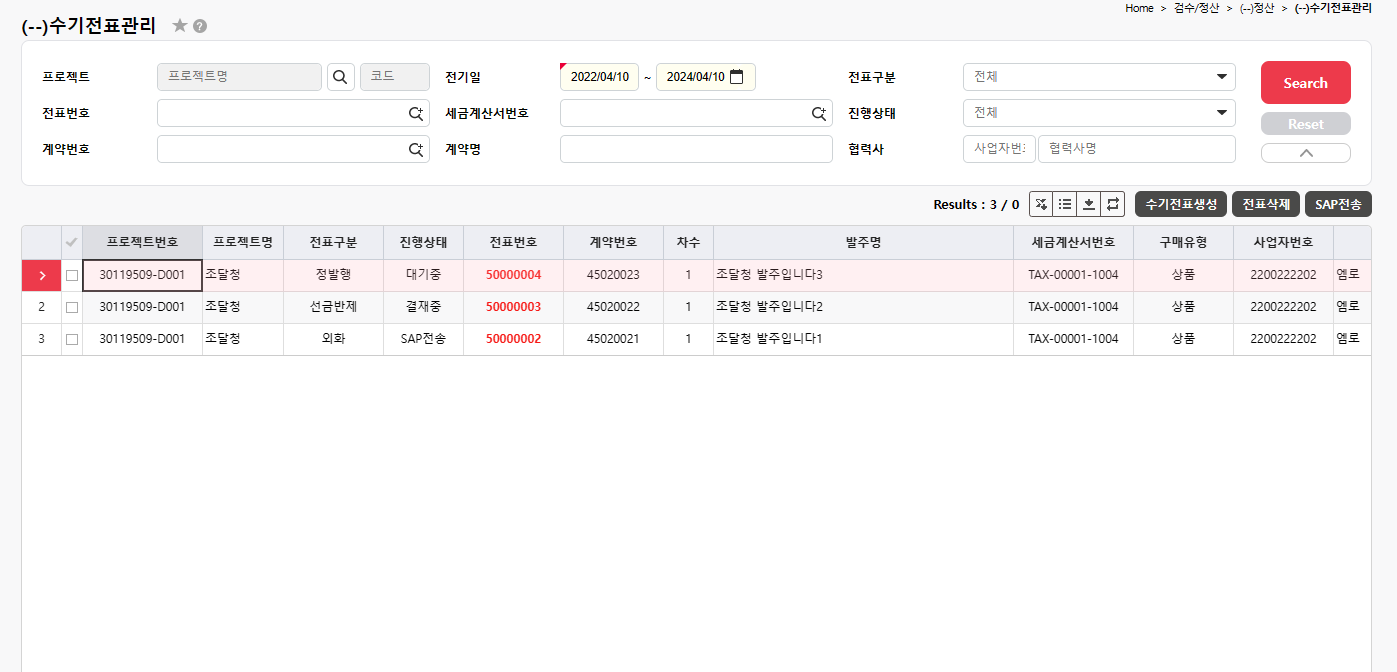 Home > 검수/정산 > (--)정산 > (--)수기전표관리
(--)수기전표관리
프로젝트 프로젝트명 코드 전기일 2022/04/10 ~ 2024/04/10 전표구분 전체 Search
전표번호 세금계산서번호 진행상태 전체 Reset
계약번호 계약명 협력사 사업자번호 협력사명
Results : 3 / 0 수기전표생성 전표삭제 SAP전송
프로젝트번호 프로젝트명 전표구분 진행상태 전표번호 계약번호 차수 발주명 세금계산서번호 구매유형 사업자번호
30119509-D001 조달청 정발행 대기중 50000004 45020023 1 조달청 발주입니다3 TAX-00001-1004 상품 2200222202 엠로
2 30119509-D001 조달청 선금반제 결재중 50000003 45020022 1 조달청 발주입니다2 TAX-00001-1004 상품 2200222202 엠로
3 30119509-D001 조달청 외화 SAP전송 50000002 45020021 1 조달청 발주입니다1 TAX-00001-1004 상품 2200222202 엠로